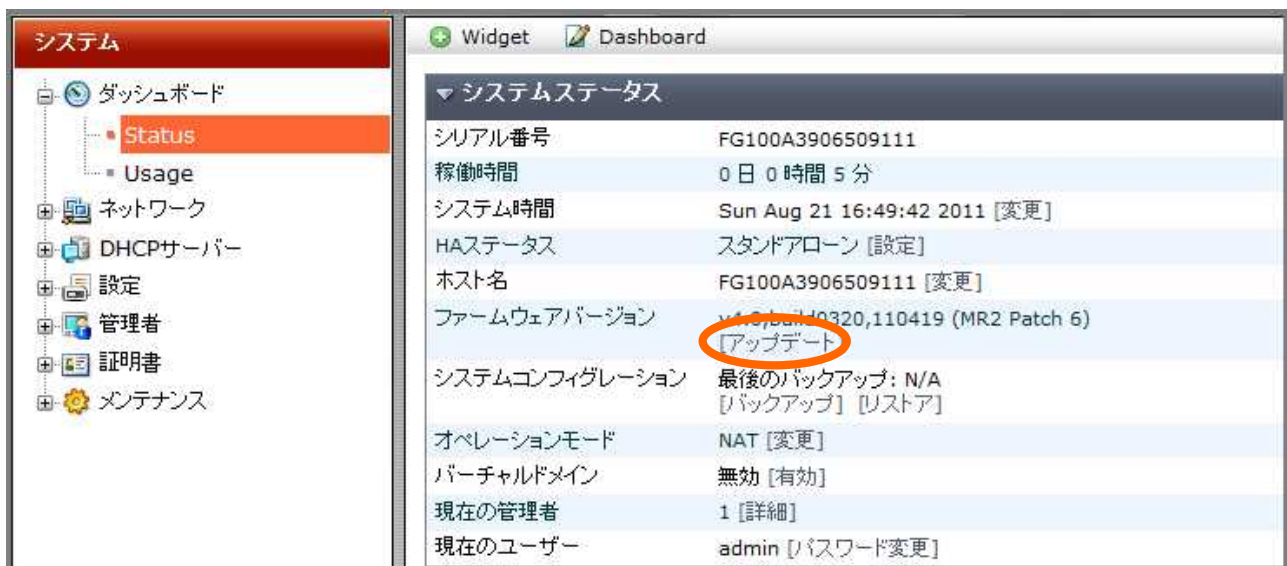 システム
ダッシュボード
Status
Usage
ネットワーク
DHCPサーバー
設定
管理者
証明書
メンテナンス
Widget Dashboard
システムステータス
シリアル番号 FG100A3906509111
稼働時間 0 日 0 時間 5 分
システム時間 Sun Aug 21 16:49:42 2011 [変更]
HAステータス スタンドアローン [設定]
ホスト名 FG100A3906509111 [変更]
ファームウェアバージョン v4.0,build0320,110419 (MR2 Patch 6)
[アップデート
システムコンフィグレーション 最後のバックアップ: N/A
[バックアップ] [リストア]
オペレーションモード NAT [変更]
バーチャルドメイン 無効 [有効]
現在の管理者 1 [詳細]
現在のユーザー admin [パスワード変更]